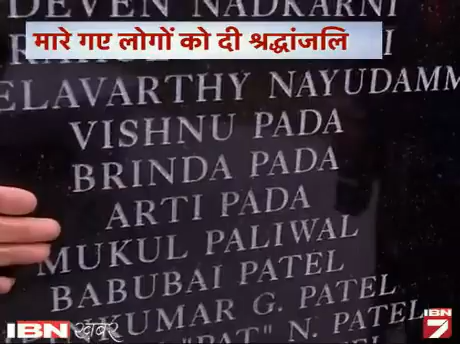 DEVEN NADKARNI
मारे गए लोगों को दी श्रद्धांजलि
ELAVARTHY NAYUDAMM
VISHNU PADA
BRINDA PADA
ARTI PADA
MUKUL PALIWAL
BABUBAI PATEL
KUMAR G. PATEL
"PAT" N. PATEL
IBN खबर
IBN 7